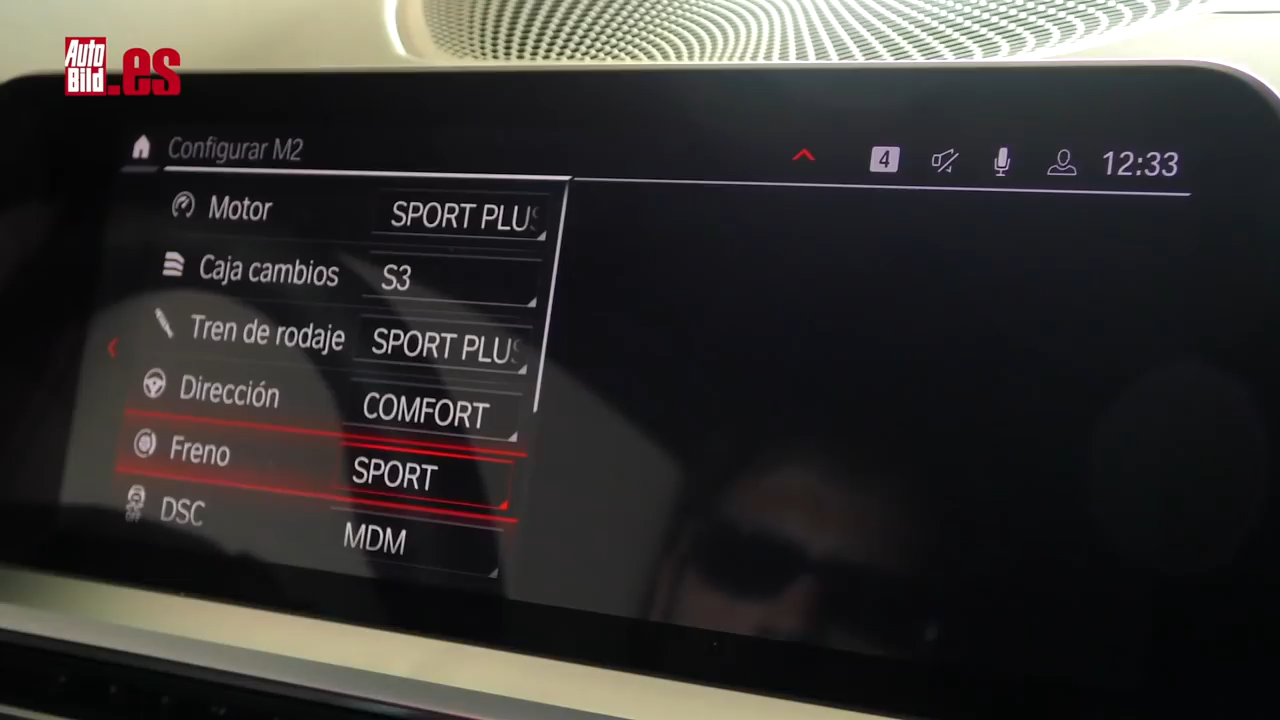 Auto
Bild.es
Configurar M2
4
12:33
Motor
SPORT PLUS
Caja cambios
S3
Tren de rodaje
SPORT PLUS
Dirección
COMFORT
Freno
SPORT
DSC
MDM